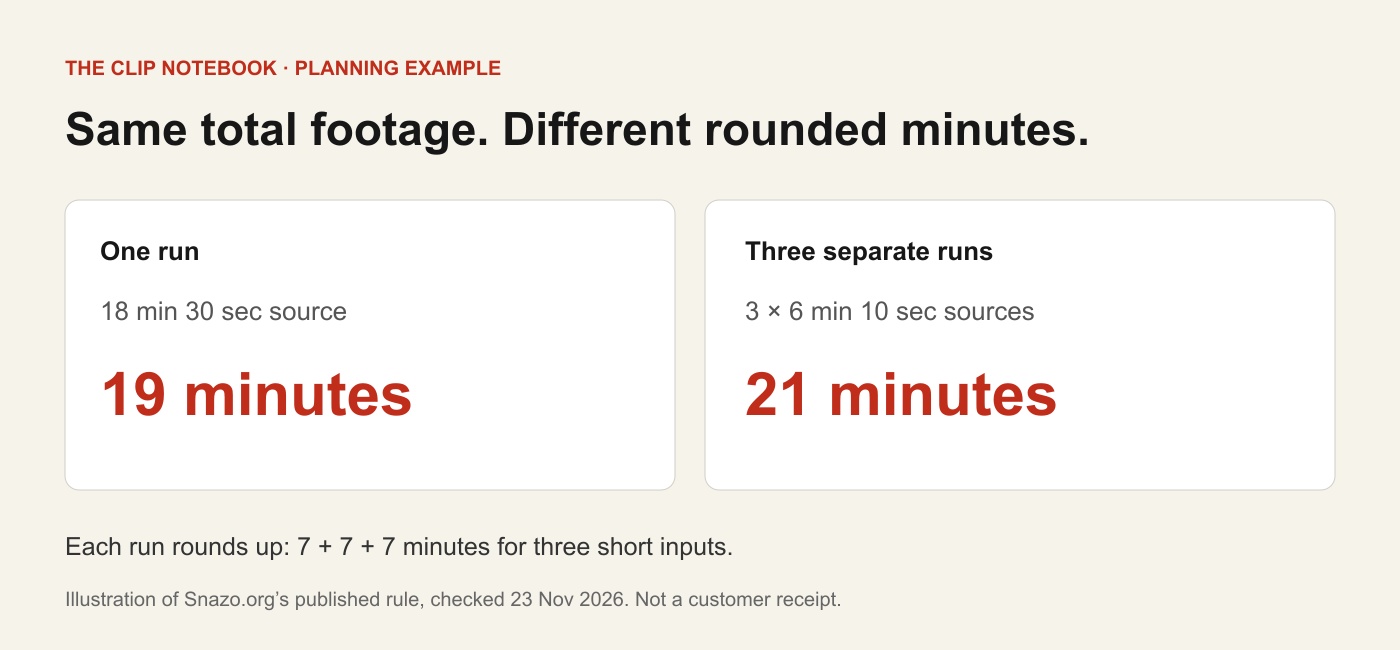 THE CLIP NOTEBOOK · PLANNING EXAMPLE
Same total footage. Different rounded minutes.
One run
18 min 30 sec source
19 minutes
Three separate runs
3 × 6 min 10 sec sources
21 minutes
Each run rounds up: 7 + 7 + 7 minutes for three short inputs.
Illustration of Snazo.org’s published rule, checked 23 Nov 2026. Not a customer receipt.